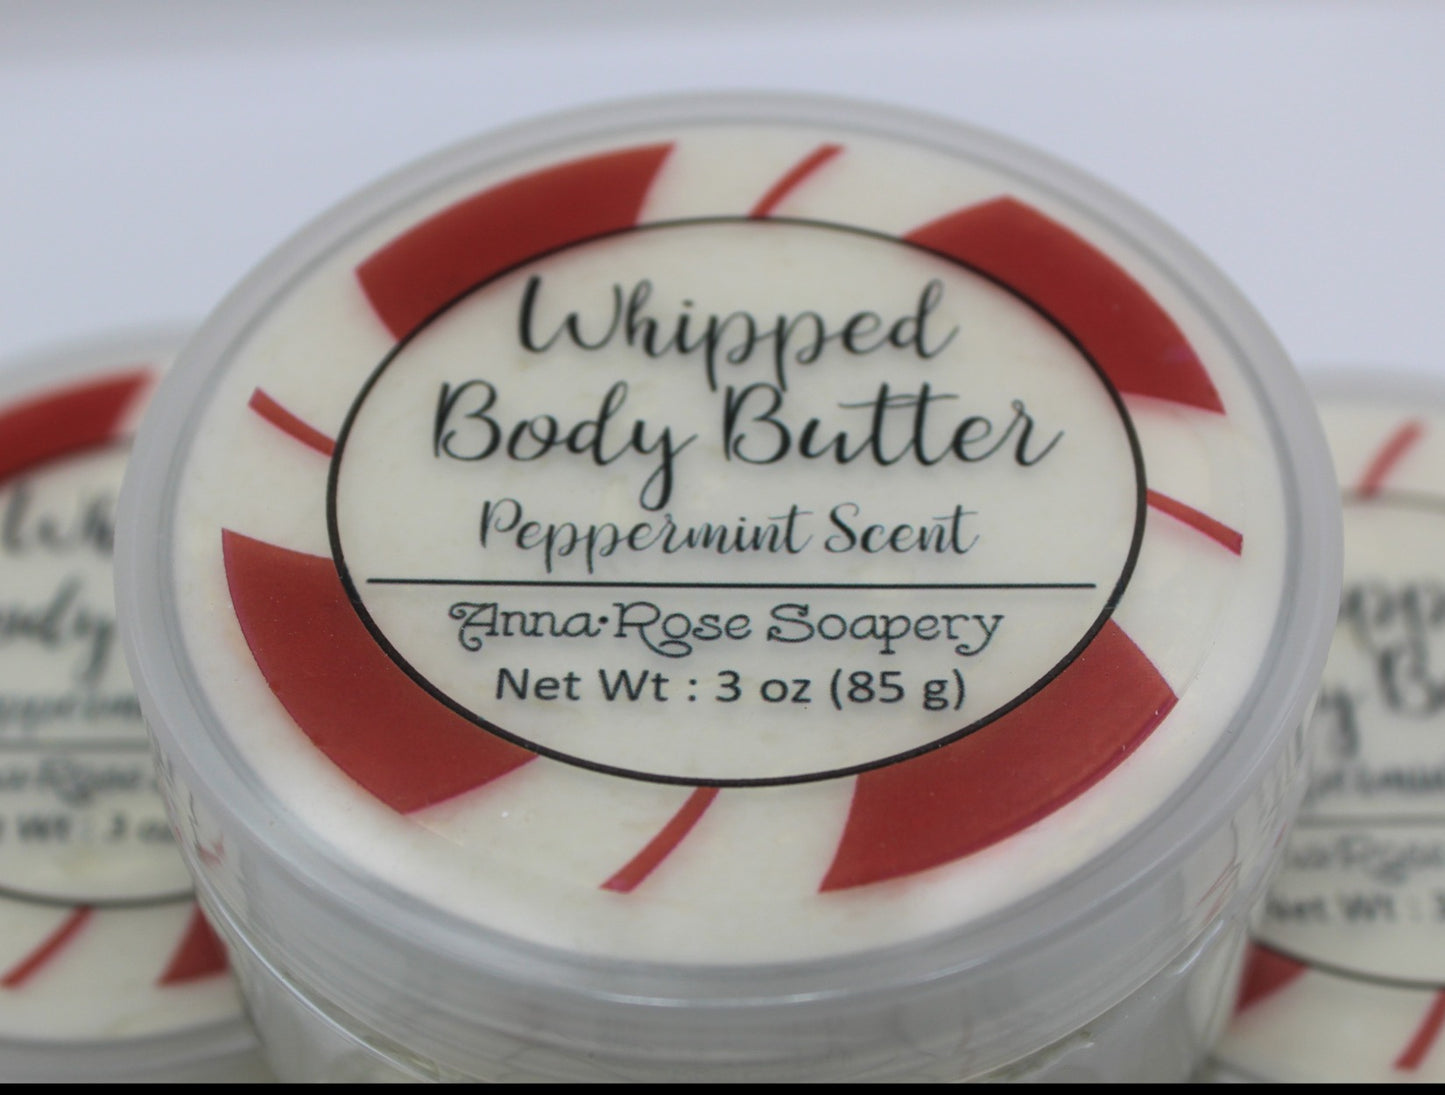 Whipped
Body Butter
Peppermint Scent
Anna•Rose Soapery
Net Wt : 3 oz (85 g)